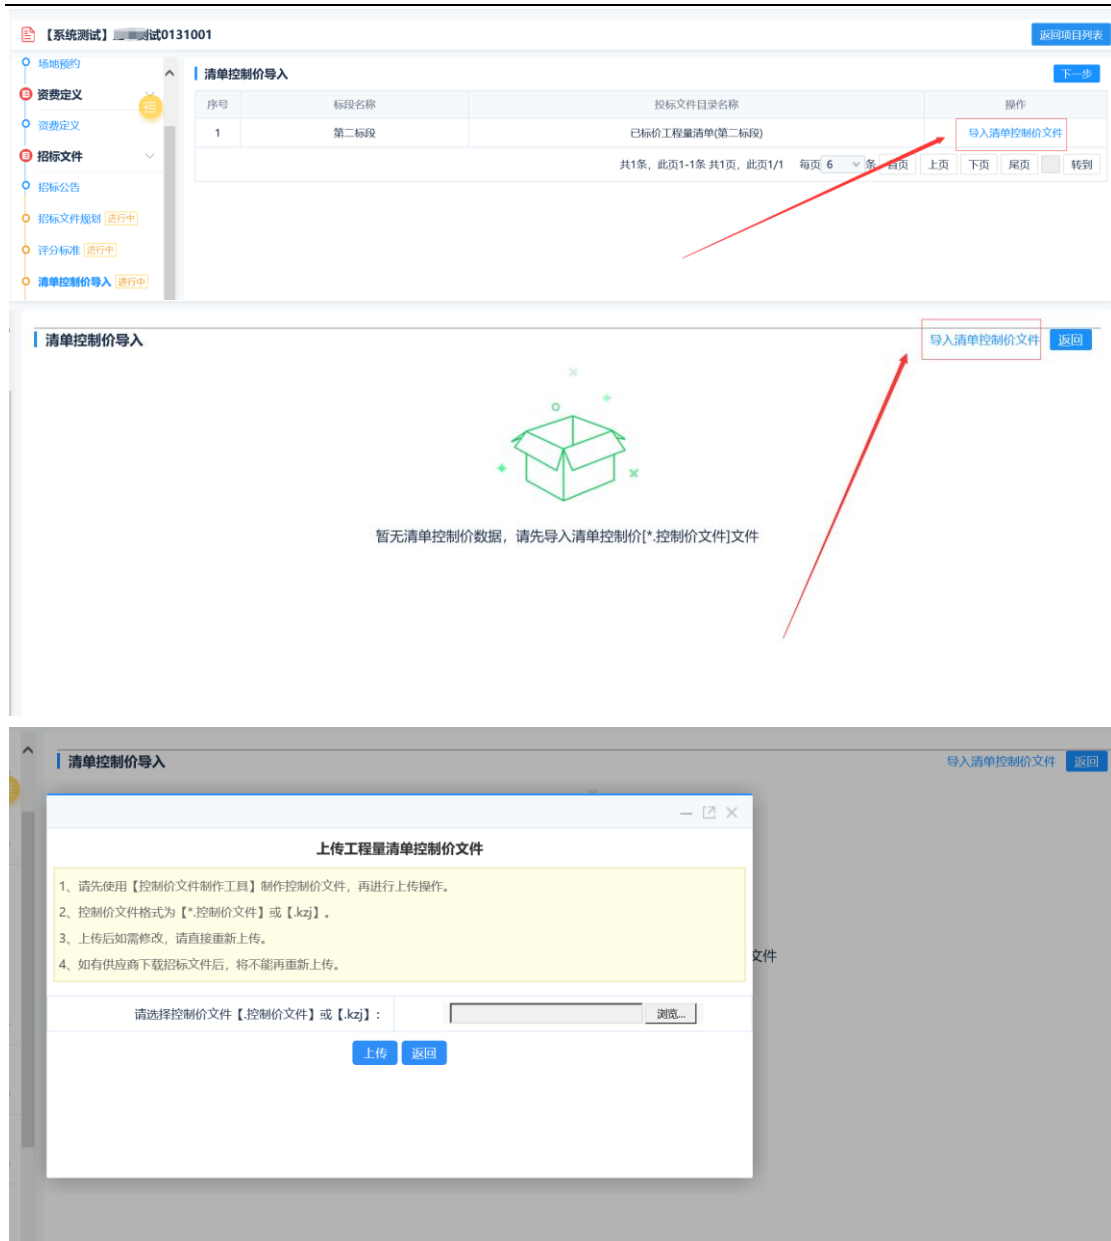 【系统测试】 试0131001
返回项目列表
场地预约
资费定义
资费定义
招标文件
招标公告
招标文件规划 进行中
评分标准 进行中
清单控制价导入 进行中
清单控制价导入
下一步
序号 标段名称 投标文件目录名称 操作
1 第二标段 已标价工程量清单(第二标段) 导入清单控制价文件
共1条，此页1-1条 共1页，此页1/1 每页 6 条 首页 上页 下页 尾页 转到
清单控制价导入
导入清单控制价文件 返回
暂无清单控制价数据，请先导入清单控制价[*.控制价文件]文件
清单控制价导入
导入清单控制价文件 返回
上传工程量清单控制价文件
1、请先使用【控制价文件制作工具】制作控制价文件，再进行上传操作。
2、控制价文件格式为【*.控制价文件】或【.kzj】。
3、上传后如需修改，请直接重新上传。
4、如有供应商下载招标文件后，将不能再重新上传。
文件
请选择控制价文件【.控制价文件】或【.kzj】： 浏览...
上传 返回